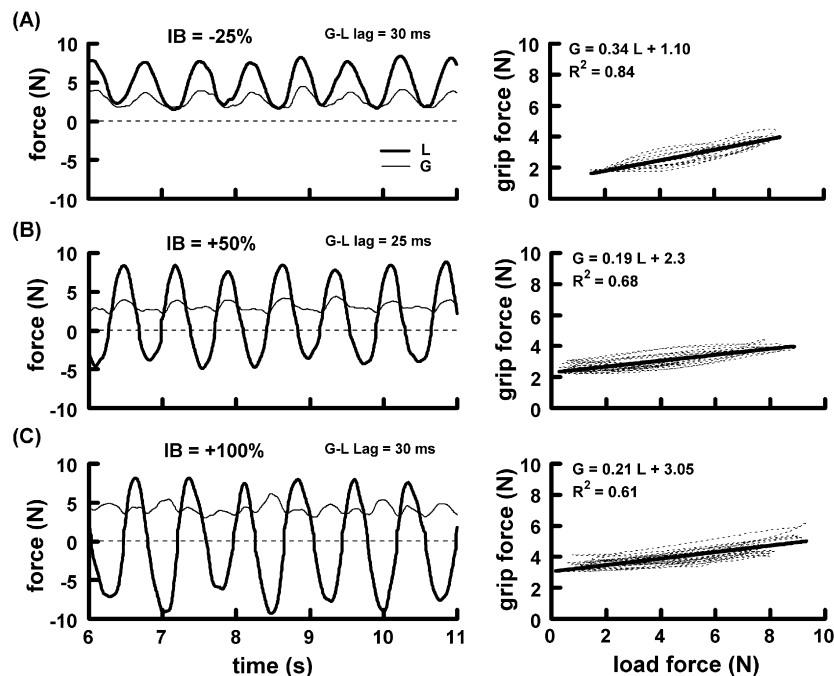 (A)
IB = -25%
G-L lag = 30 ms
force (N)
10
5
0
-5
-10
L
G
G = 0.34 L + 1.10
R² = 0.84
grip force (N)
10
8
6
4
2
0
(B)
IB = +50%
G-L lag = 25 ms
force (N)
10
5
0
-5
-10
G = 0.19 L + 2.3
R² = 0.68
grip force (N)
10
8
6
4
2
0
(C)
IB = +100%
G-L Lag = 30 ms
force (N)
10
5
0
-5
-10
6 7 8 9 10 11
time (s)
G = 0.21 L + 3.05
R² = 0.61
grip force (N)
10
8
6
4
2
0
0 2 4 6 8 10
load force (N)